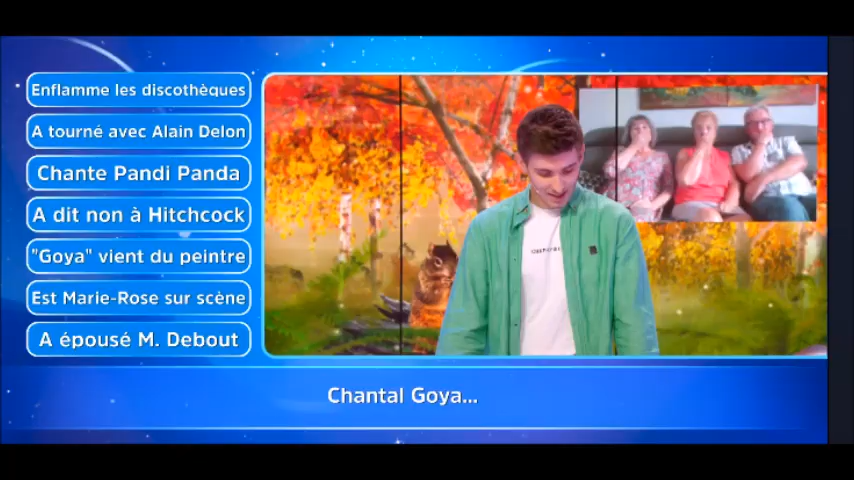 Enflamme les discothèques
A tourné avec Alain Delon
Chante Pandi Panda
A dit non à Hitchcock
"Goya" vient du peintre
Est Marie-Rose sur scène
A épousé M. Debout
Chantal Goya...